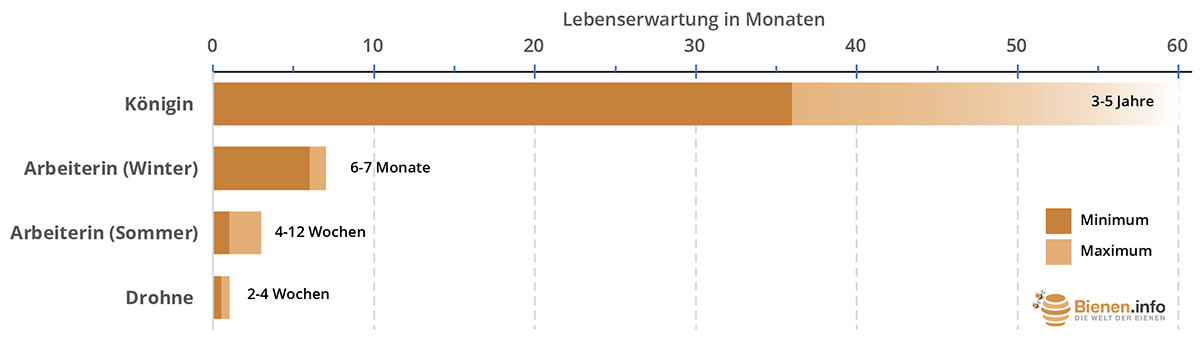 Lebenserwartung in Monaten
0 10 20 30 40 50 60
Königin 3-5 Jahre
Arbeiterin (Winter) 6-7 Monate
Arbeiterin (Sommer) 4-12 Wochen
Drohne 2-4 Wochen
Minimum
Maximum
Bienen.info
DIE WELT DER BIENEN